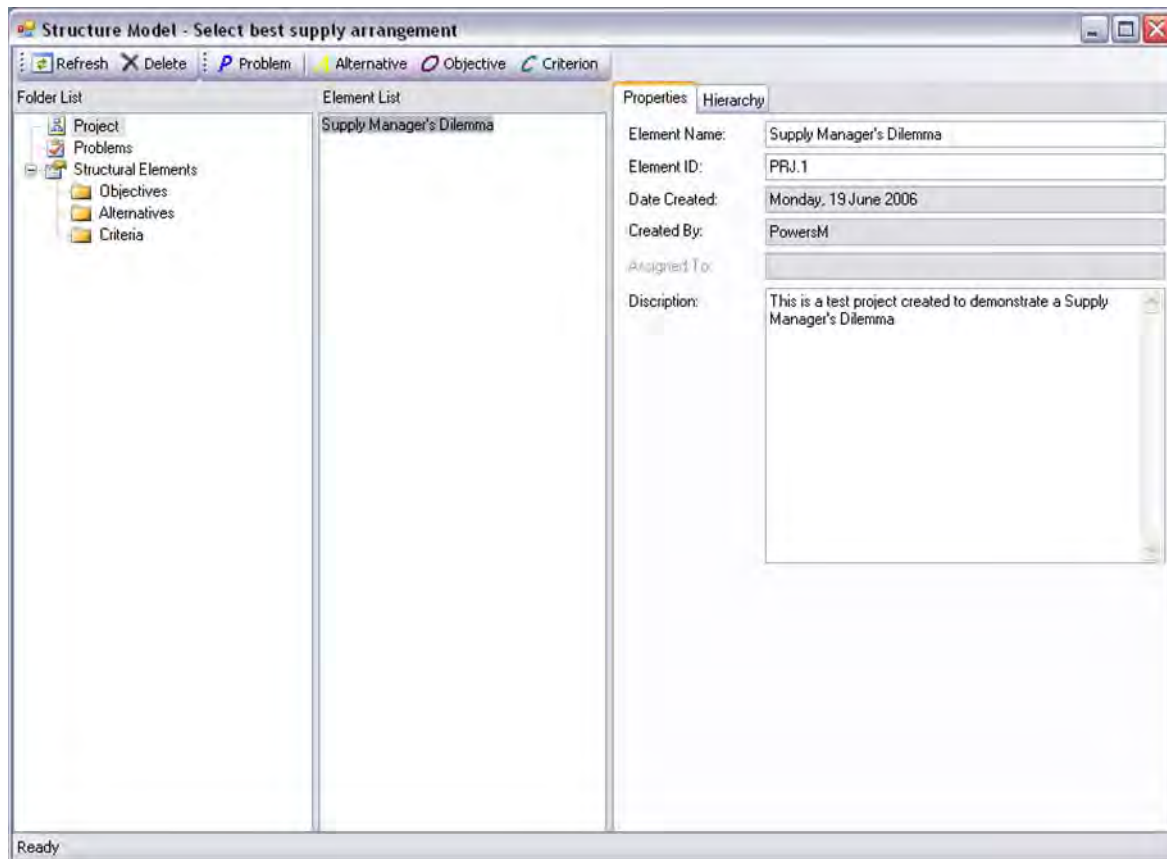 Structure Model - Select best supply arrangement
Refresh Delete P Problem Alternative O Objective C Criterion
Folder List
Project
Problems
Structural Elements
Objectives
Alternatives
Criteria
Element List
Supply Manager's Dilemma
Properties Hierarchy
Element Name: Supply Manager's Dilemma
Element ID: PRJ.1
Date Created: Monday, 19 June 2006
Created By: PowersM
Assigned To:
Discription: This is a test project created to demonstrate a Supply
Manager's Dilemma
Ready